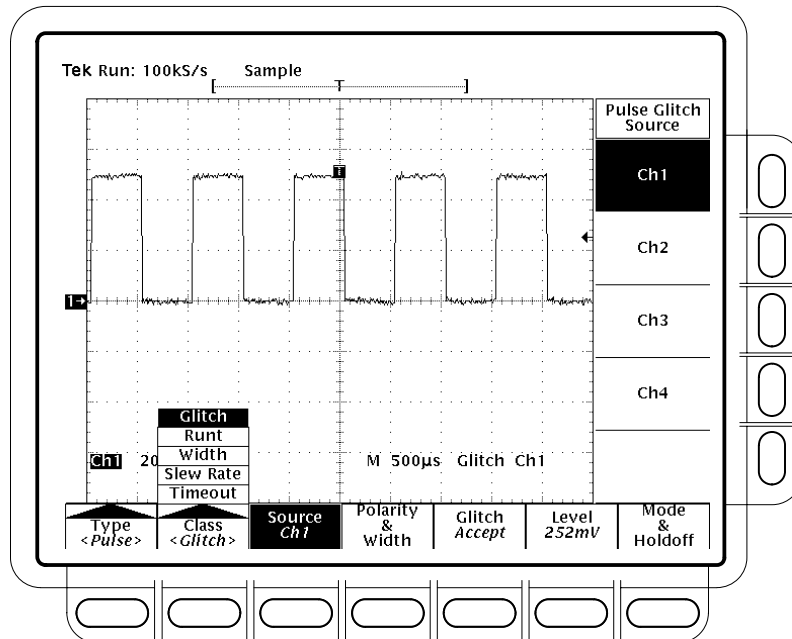 Tek Run: 100kS/s Sample
T
Pulse Glitch
Source
Ch1
T
Ch2
1→
Ch3
Ch4
Glitch
Runt
Width
Slew Rate
Timeout
Ch1 20
M 500µs Glitch Ch1
Type
<Pulse>
Class
<Glitch>
Source
Ch1
Polarity
&
Width
Glitch
Accept
Level
252mV
Mode
&
Holdoff